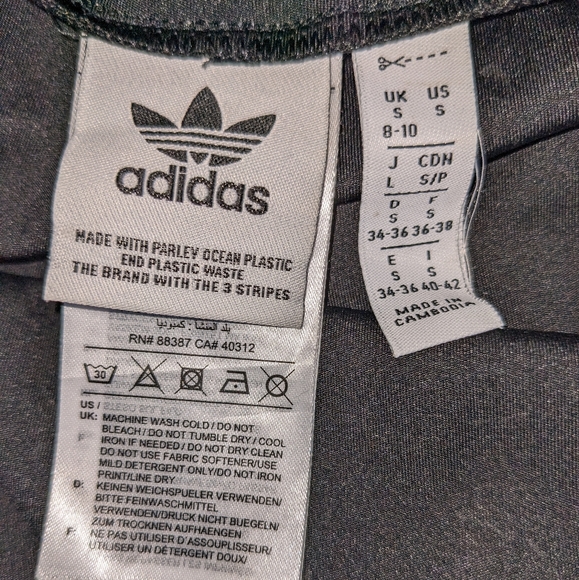 adidas
MADE WITH PARLEY OCEAN PLASTIC
END PLASTIC WASTE
THE BRAND WITH THE 3 STRIPES
بلد المنشأ : كمبوديا
RN# 88387 CA# 40312
30
US /
UK: MACHINE WASH COLD / DO NOT
BLEACH / DO NOT TUMBLE DRY / COOL
F IRON IF NEEDED / DO NOT DRY CLEAN
DO NOT USE FABRIC SOFTENER/USE
MILD DETERGENT ONLY/DO NOT IRON
PRINT/LINE DRY
D: KEINEN WEICHSPUELER VERWENDEN/
BITTE FEINWASCHMITTEL
VERWENDEN/DRUCK NICHT BUEGELN/
ZUM TROCKNEN AUFHAENGEN
F: NE PAS UTILISER D'ASSOUPLISSEUR/
UTILISER UN DÉTERGENT DOUX/
UK US
S S
8-10
J CDN
L S/P
D F
S S
34-36 36-38
E I
S S
34-36 40-42
MADE IN
CAMBODIA